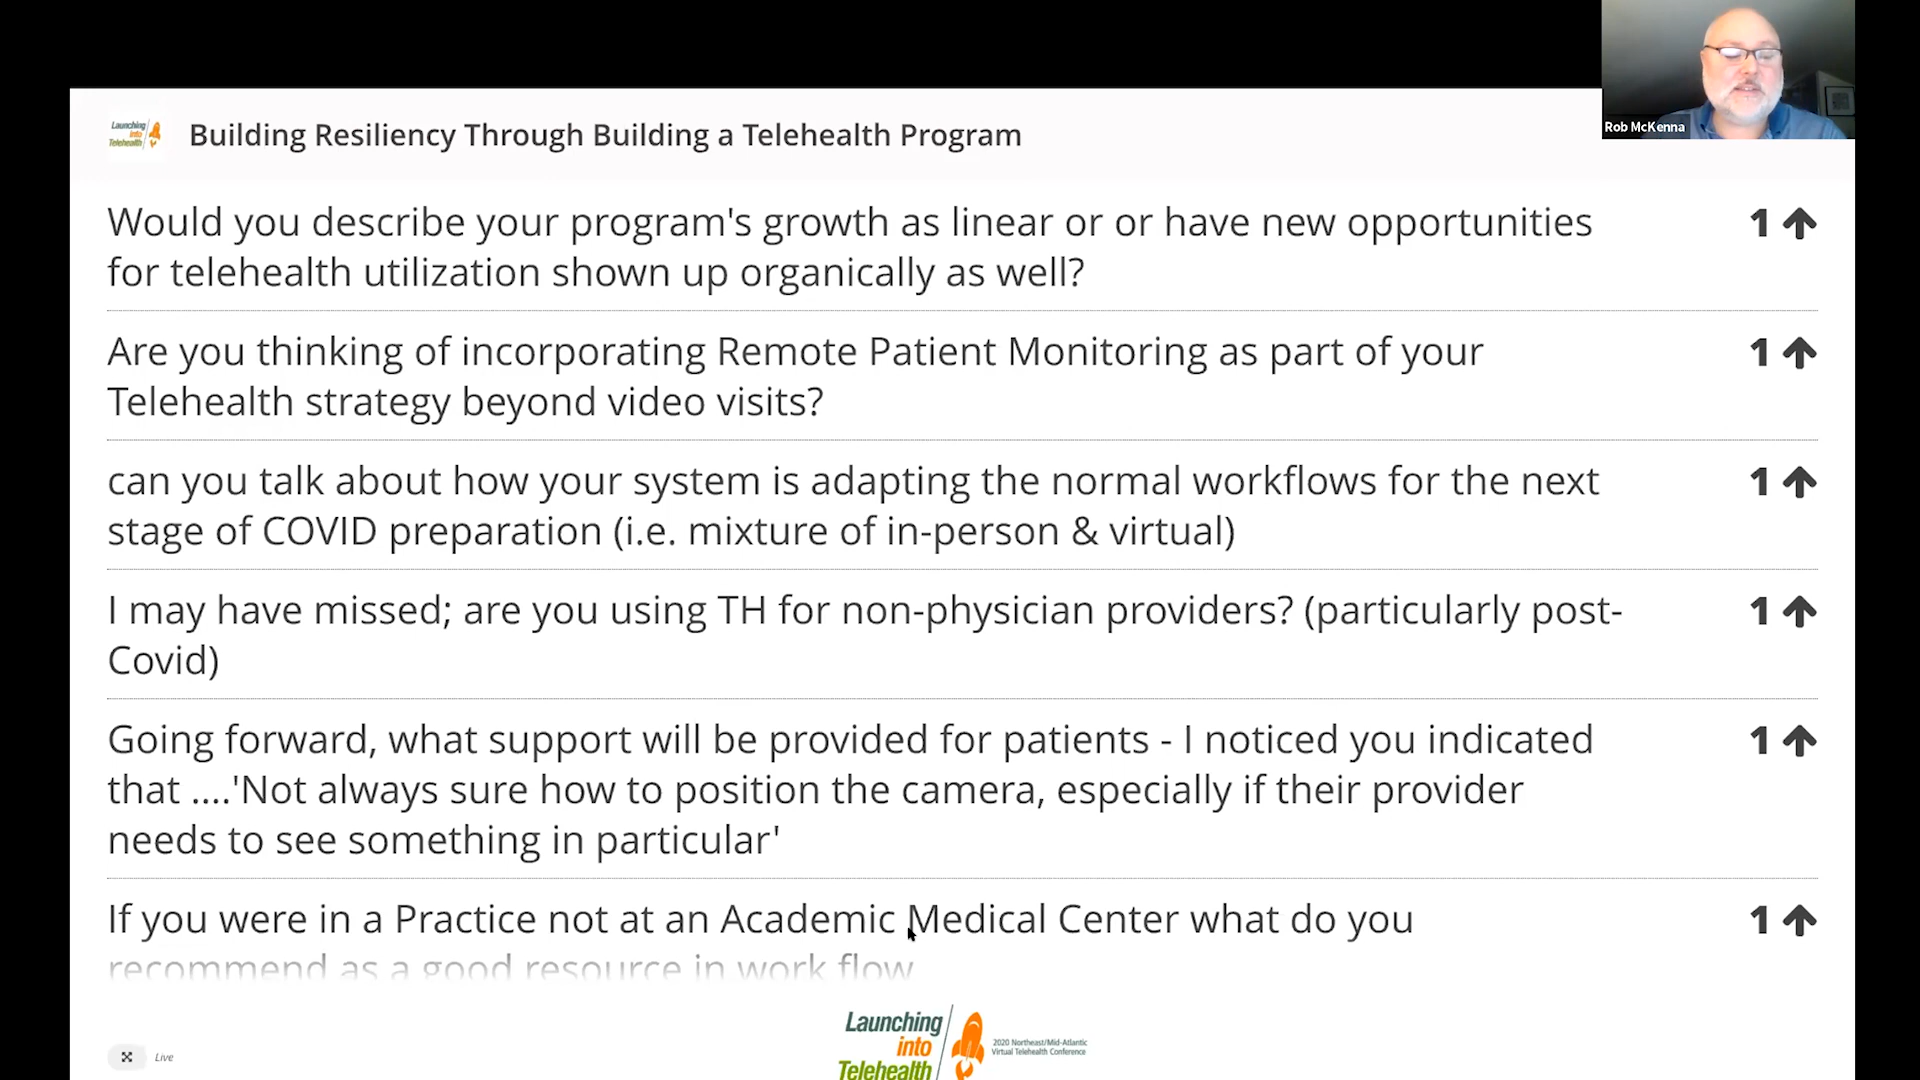 Rob McKenna
Launching
into
Telehealth
Building Resiliency Through Building a Telehealth Program
Would you describe your program's growth as linear or or have new opportunities
for telehealth utilization shown up organically as well?
1
Are you thinking of incorporating Remote Patient Monitoring as part of your
Telehealth strategy beyond video visits?
1
can you talk about how your system is adapting the normal workflows for the next
stage of COVID preparation (i.e. mixture of in-person & virtual)
1
I may have missed; are you using TH for non-physician providers? (particularly post-
Covid)
1
Going forward, what support will be provided for patients - I noticed you indicated
that ....'Not always sure how to position the camera, especially if their provider
needs to see something in particular'
1
If you were in a Practice not at an Academic Medical Center what do you
recommend as a good resource in work flow
1
Live
Launching
into
Telehealth
2020 Northeast/Mid-Atlantic
Virtual Telehealth Conference